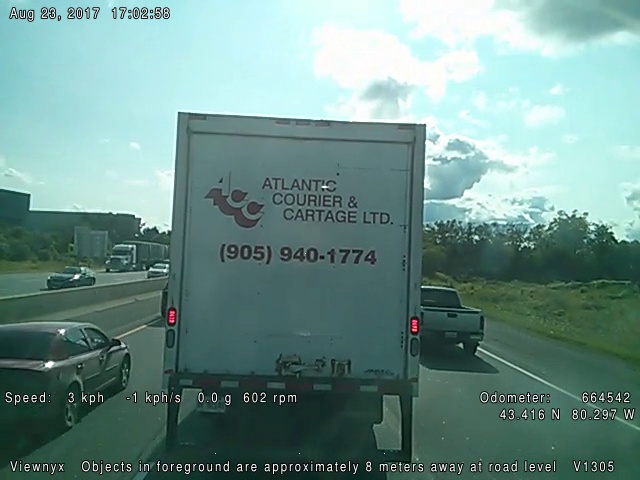 Aug 23, 2017 17:02:58
ATLANTIC
COURIER &
CARTAGE LTD.
acc
(905) 940-1774
Speed: 3 kph -1 kph/s 0.0 g 602 rpm
Odometer: 664542
43.416 N 80.297 W
Viewnyx Objects in foreground are approximately 8 meters away at road level V1305